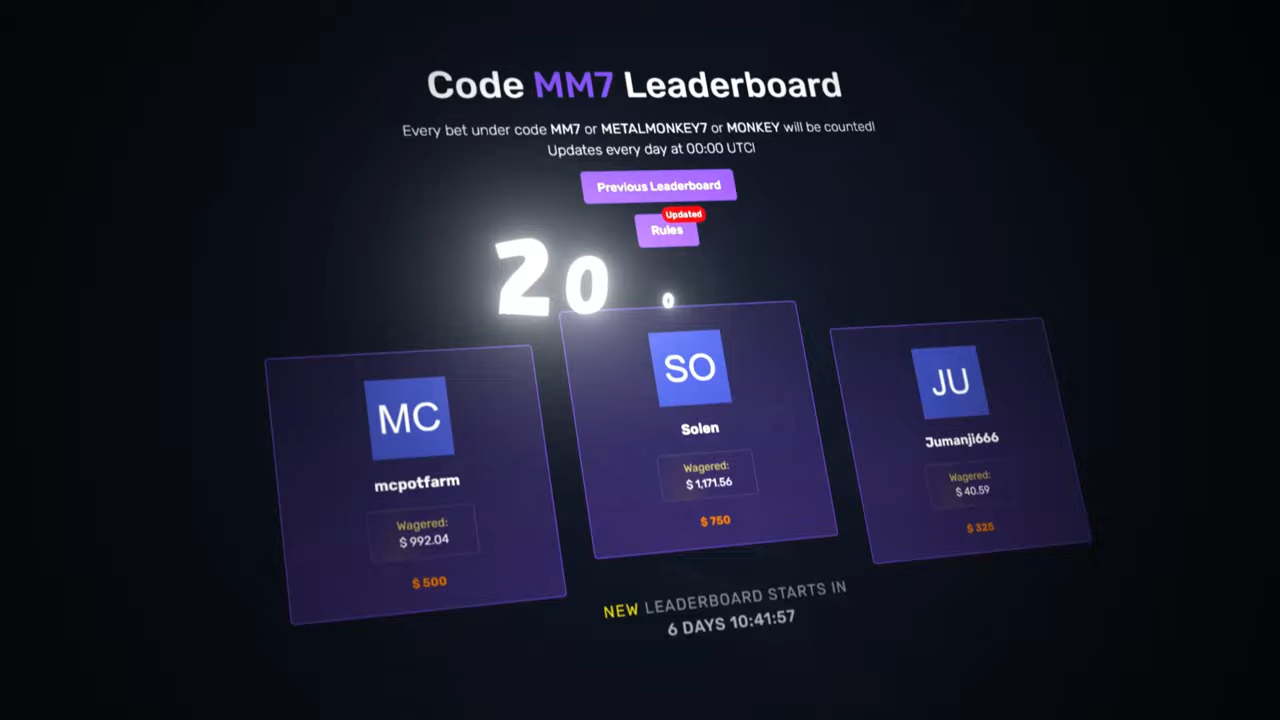 Code MM7 Leaderboard
Every bet under code MM7 or METALMONKEY7 or MONKEY will be counted!
Updates every day at 00:00 UTC!
Previous Leaderboard
Updated
Rules
20 0
MC
mcpotfarm
Wagered:
$ 992.04
$ 500
SO
Solen
Wagered:
$ 1,171.56
$ 750
JU
Jumanji666
Wagered:
$ 40.59
$ 325
NEW LEADERBOARD STARTS IN
6 DAYS 10:41:57